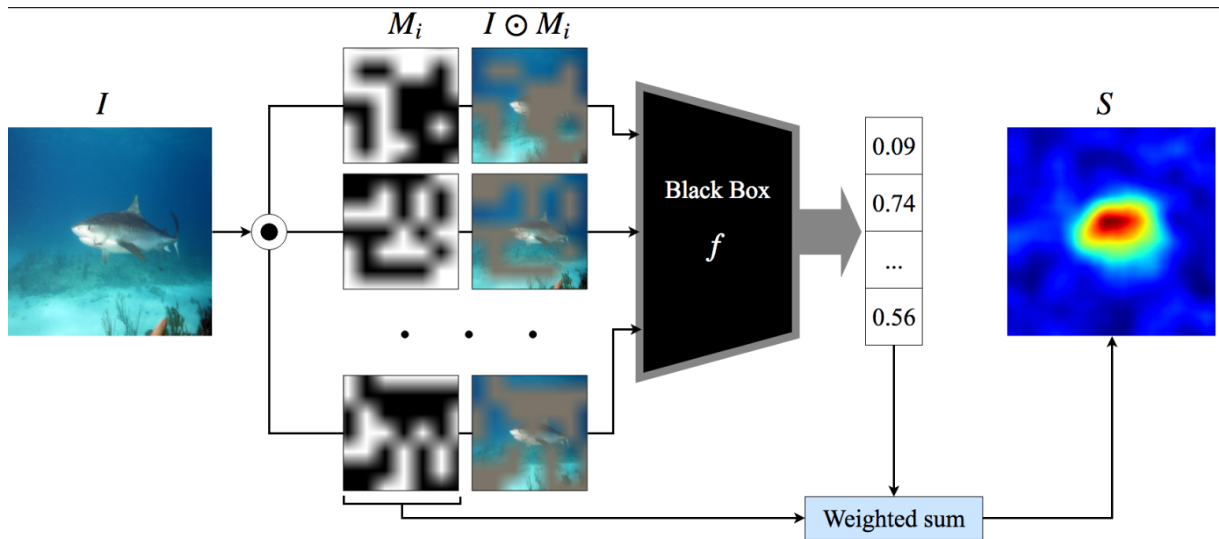 M_i
I ⊙ M_i
I
Black Box
f
0.09
0.74
...
0.56
S
Weighted sum